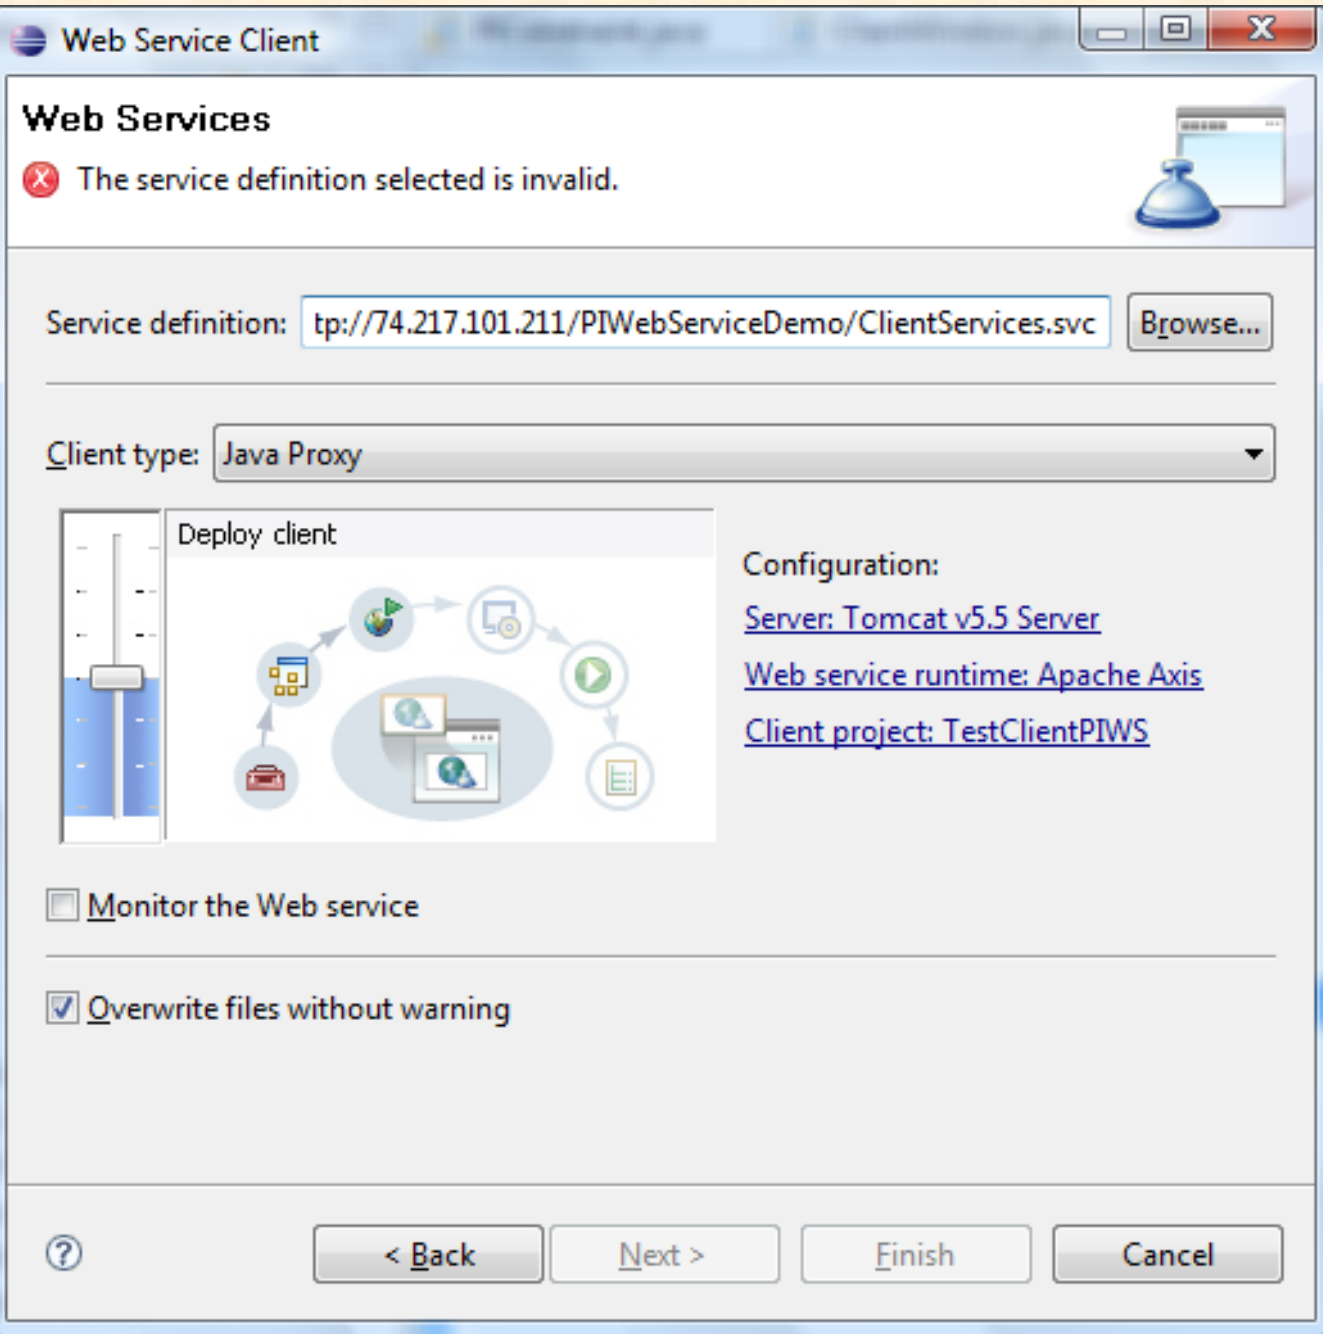 Web Service Client
Web Services
The service definition selected is invalid.
Service definition: tp://74.217.101.211/PIWebServiceDemo/ClientServices.svc Browse...
Client type: Java Proxy
Deploy client
Configuration:
Server: Tomcat v5.5 Server
Web service runtime: Apache Axis
Client project: TestClientPIWS
Monitor the Web service
Overwrite files without warning
< Back Next > Finish Cancel